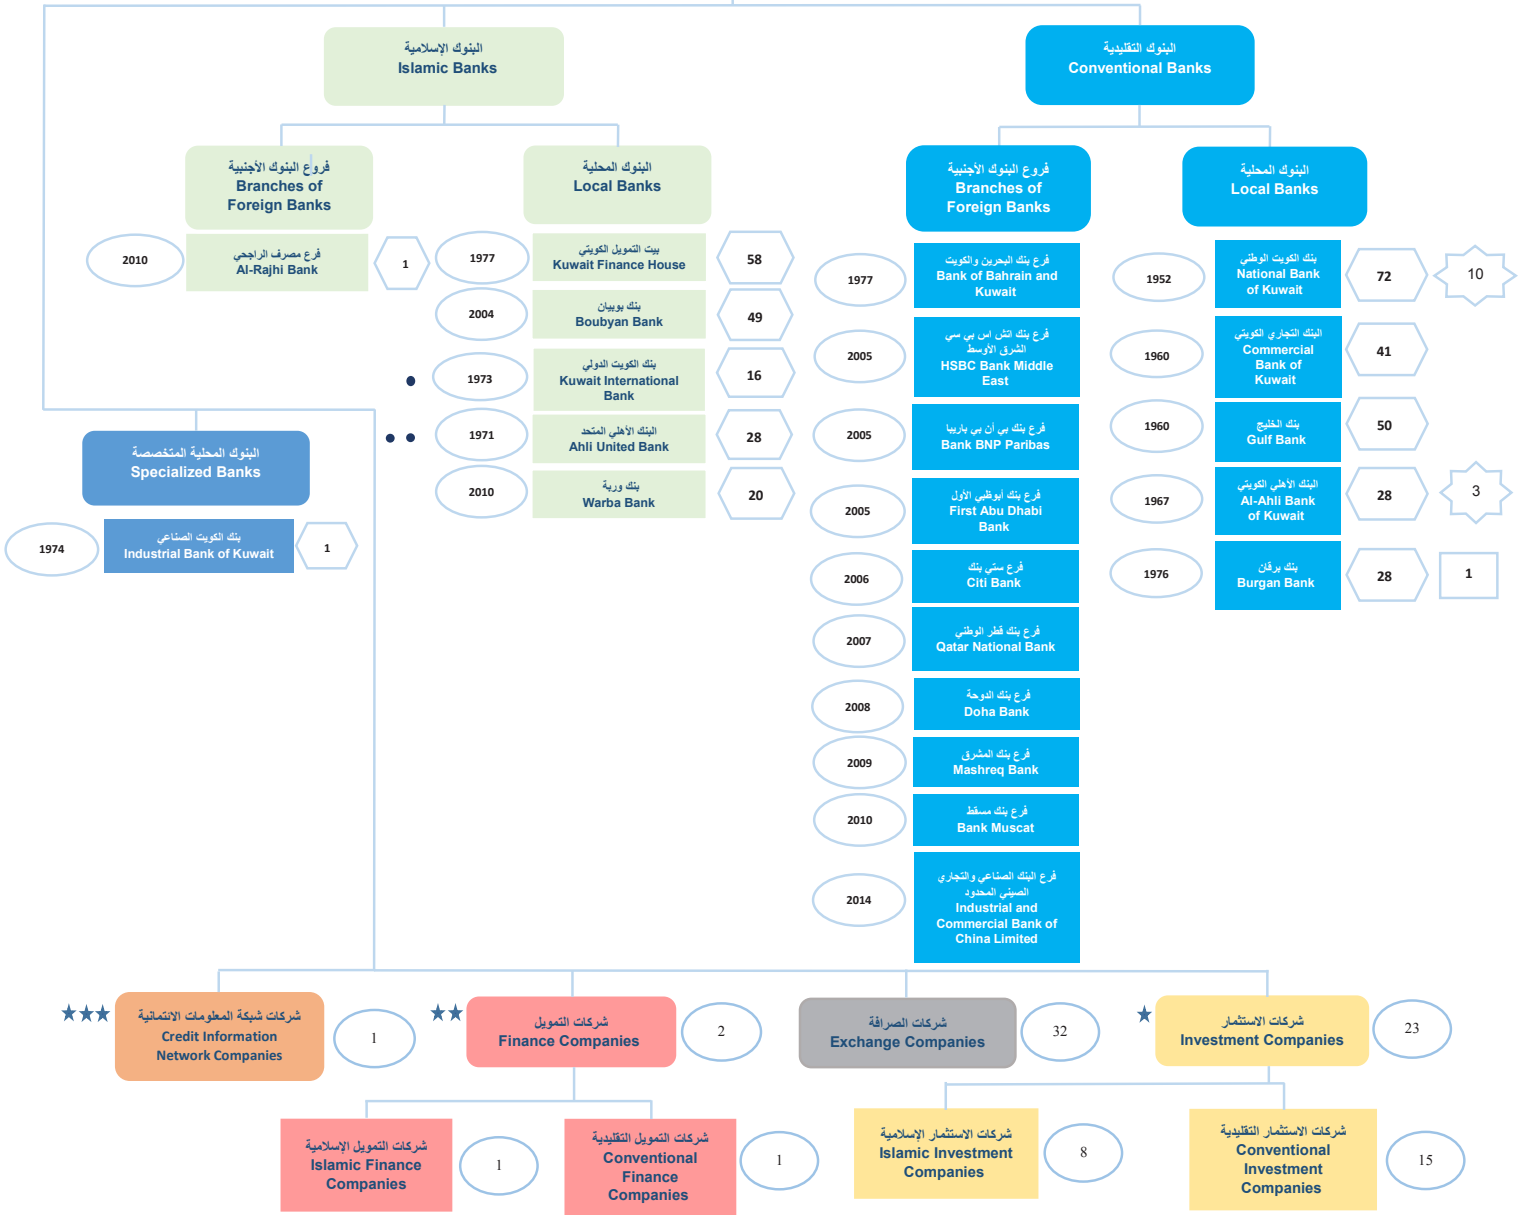 البنوك الإسلامية
Islamic Banks
البنوك التقليدية
Conventional Banks
فروع البنوك الأجنبية
Branches of
Foreign Banks
البنوك المحلية
Local Banks
فروع البنوك الأجنبية
Branches of
Foreign Banks
البنوك المحلية
Local Banks
2010
فرع مصرف الراجحي
Al-Rajhi Bank
1
1977
بيت التمويل الكويتي
Kuwait Finance House
58
2004
بنك بوبيان
Boubyan Bank
49
1973
بنك الكويت الدولي
Kuwait International
Bank
16
1971
البنك الأهلي المتحد
Ahli United Bank
28
2010
بنك وربة
Warba Bank
20
1977
فرع بنك البحرين والكويت
Bank of Bahrain and
Kuwait
2005
فرع بنك اتش اس بي سي
الشرق الأوسط
HSBC Bank Middle
East
2005
فرع بنك بي أن بي باريبا
Bank BNP Paribas
2005
فرع بنك أبوظبي الأول
First Abu Dhabi
Bank
2006
فرع ستي بنك
Citi Bank
2007
فرع بنك قطر الوطني
Qatar National Bank
2008
فرع بنك الدوحة
Doha Bank
2009
فرع بنك المشرق
Mashreq Bank
2010
فرع بنك مسقط
Bank Muscat
2014
فرع البنك الصناعي والتجاري
الصيني المحدود
Industrial and
Commercial Bank of
China Limited
1952
بنك الكويت الوطني
National Bank
of Kuwait
72
10
1960
البنك التجاري الكويتي
Commercial
Bank of
Kuwait
41
1960
بنك الخليج
Gulf Bank
50
1967
البنك الأهلي الكويتي
Al-Ahli Bank
of Kuwait
28
3
1976
بنك برقان
Burgan Bank
28
1
البنوك المحلية المتخصصة
Specialized Banks
1974
بنك الكويت الصناعي
Industrial Bank of Kuwait
1
شركات شبكة المعلومات الائتمانية
Credit Information
Network Companies
1
شركات التمويل
Finance Companies
2
شركات الصرافة
Exchange Companies
32
شركات الاستثمار
Investment Companies
23
شركات التمويل الإسلامية
Islamic Finance
Companies
1
شركات التمويل التقليدية
Conventional
Finance
Companies
1
شركات الاستثمار الإسلامية
Islamic Investment
Companies
8
شركات الاستثمار التقليدية
Conventional
Investment
Companies
15